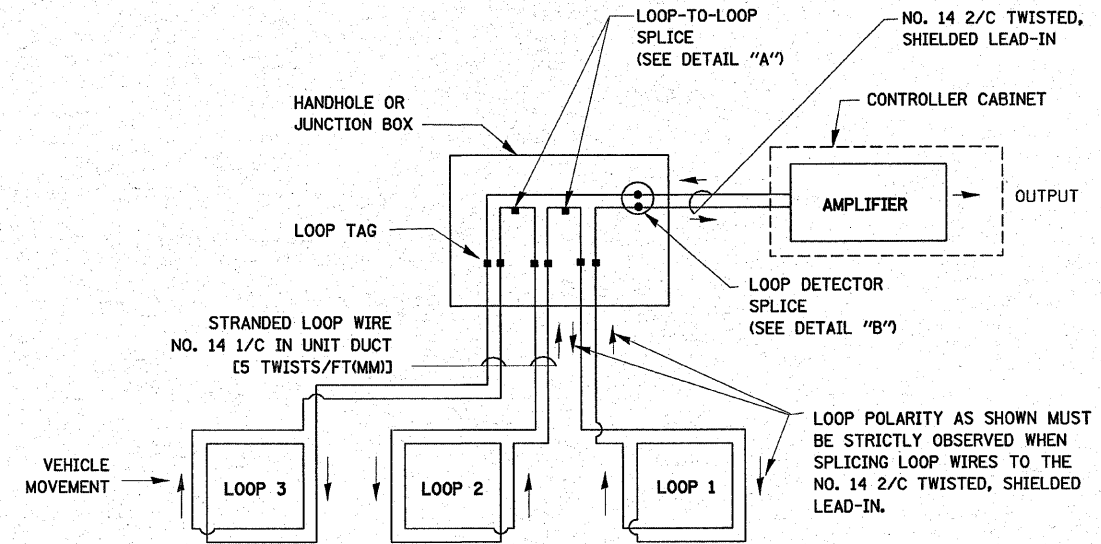 LOOP-TO-LOOP
SPLICE
(SEE DETAIL "A")
NO. 14 2/C TWISTED,
SHIELDED LEAD-IN
HANDHOLE OR
JUNCTION BOX
CONTROLLER CABINET
AMPLIFIER
OUTPUT
LOOP TAG
LOOP DETECTOR
SPLICE
(SEE DETAIL "B")
STRANDED LOOP WIRE
NO. 14 1/C IN UNIT DUCT
[5 TWISTS/FT(MM)]
LOOP POLARITY AS SHOWN MUST
BE STRICTLY OBSERVED WHEN
SPLICING LOOP WIRES TO THE
NO. 14 2/C TWISTED, SHIELDED
LEAD-IN.
VEHICLE
MOVEMENT
LOOP 3
LOOP 2
LOOP 1